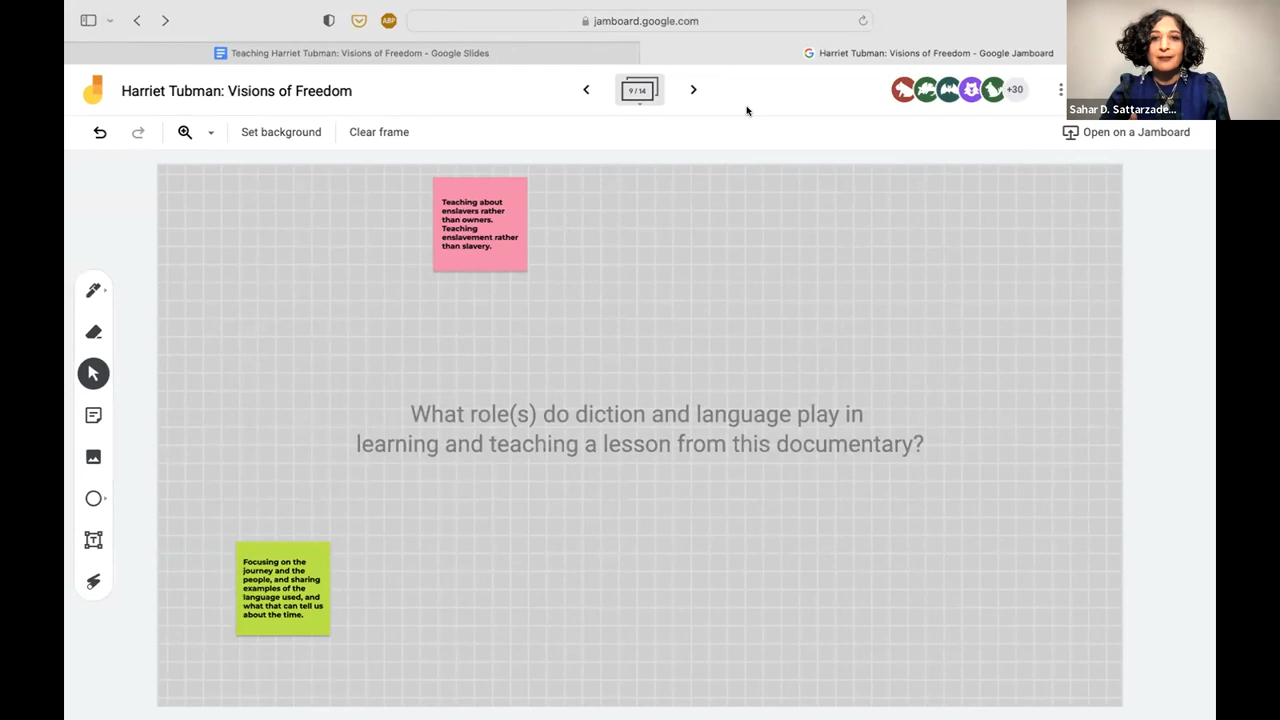 jamboard.google.com
Teaching Harriet Tubman: Visions of Freedom - Google Slides
Harriet Tubman: Visions of Freedom - Google Jamboard
ABP
Harriet Tubman: Visions of Freedom
9 / 14
+30
Sahar D. Sattarzade...
Set background
Clear frame
Open on a Jamboard
Teaching about
enslavers rather
than owners.
Teaching
enslavement rather
than slavery.
What role(s) do diction and language play in
learning and teaching a lesson from this documentary?
Focusing on the
journey and the
people, and sharing
examples of the
language used, and
what that can tell us
about the time.